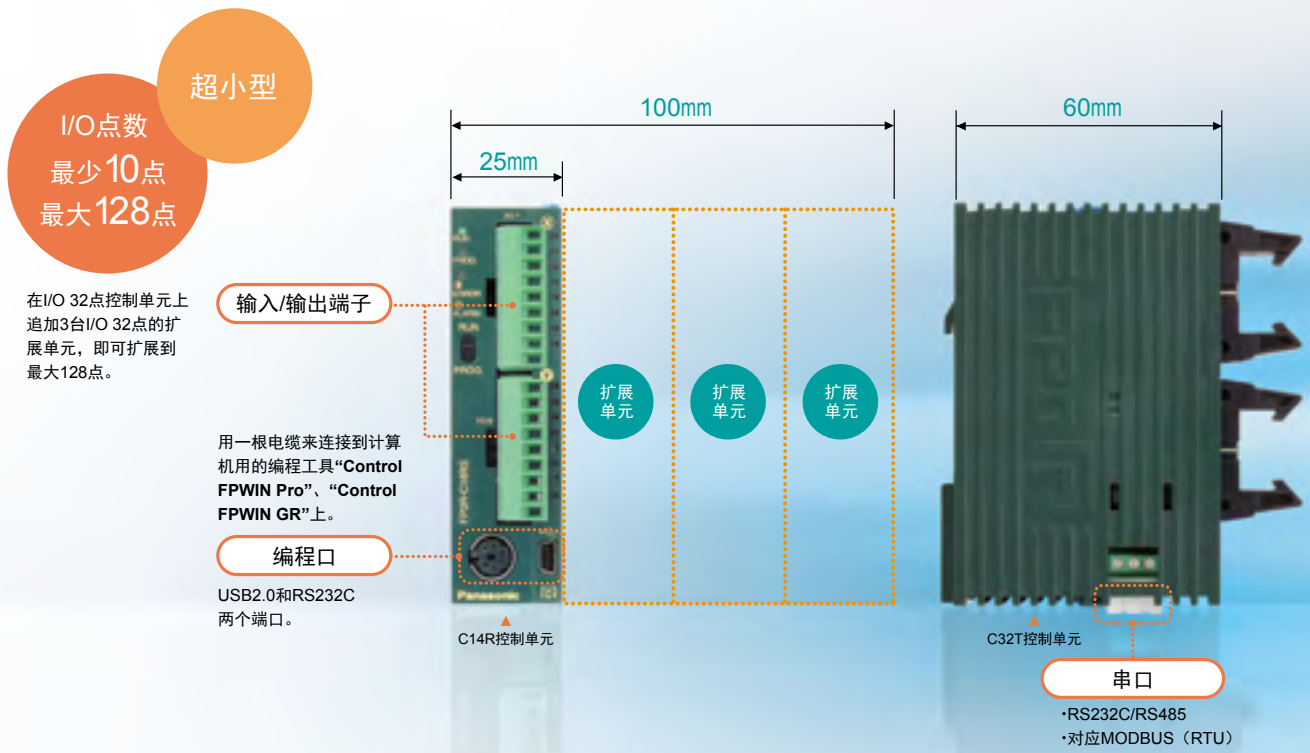 超小型
I/O点数
最少10点
最大128点
在I/O 32点控制单元上
追加3台I/O 32点的扩
展单元，即可扩展到
最大128点。
100mm
25mm
60mm
输入/输出端子
RUN
PROG.
扩展
单元
扩展
单元
扩展
单元
用一根电缆来连接到计算
机用的编程工具“Control
FPWIN Pro”、“Control
FPWIN GR”上。
编程口
USB2.0和RS232C
两个端口。
Panasonic
C14R控制单元
C32T控制单元
串口
·RS232C/RS485
·对应MODBUS（RTU）